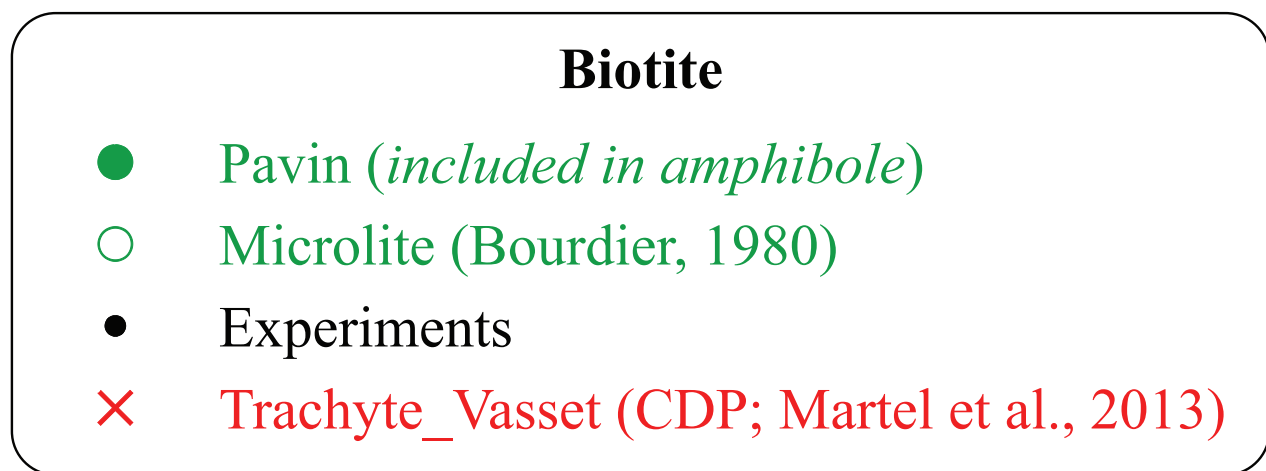 Biotite
Pavin (included in amphibole)
Microlite (Bourdier, 1980)
Experiments
Trachyte_Vasset (CDP; Martel et al., 2013)